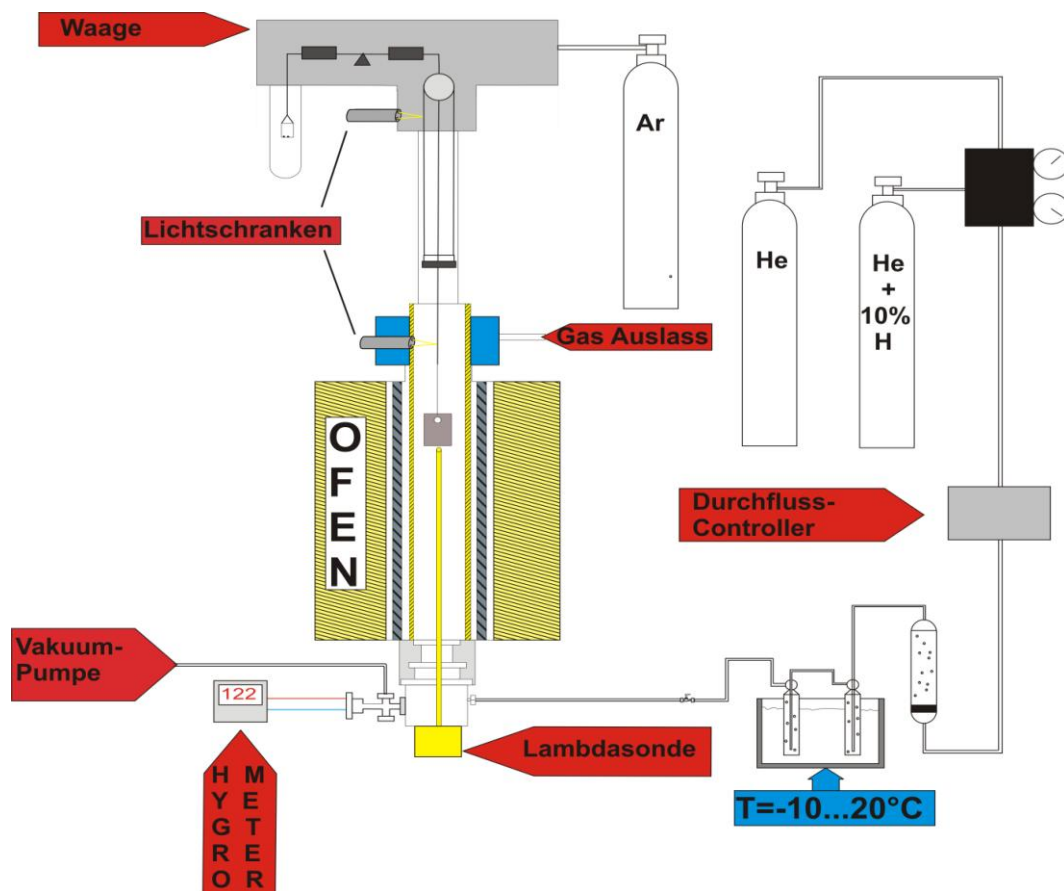 Waage
Ar
Lichtschranken
He
He
+
10%
H
Gas Auslass
OFEN
Durchfluss-
Controller
Vakuum-
Pumpe
122
Lambdasonde
HYGRO
METER
T=-10...20°C